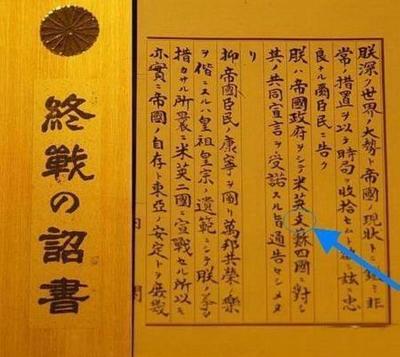 終戰の詔書
朕深ク世界ノ大勢ト帝國ノ現状トニ鑑ミ非
常ノ措置ヲ以テ時局ヲ收拾セムト欲シ茲ニ忠
良ナル爾臣民ニ告ク
朕ハ帝國政府ヲシテ米英支蘇四國ニ對シ
其ノ共同宣言ヲ受諾スル旨通告セシメタ
リ
抑帝國臣民ノ康寧ヲ圖リ萬邦共榮ノ樂
ヲ偕ニスルハ皇祖皇宗ノ遺範ニシテ朕ノ拳々
措カサル所曩ニ米英二國ニ宣戰セル所以モ
亦實ニ帝國ノ自存ト東亞ノ安定トヲ庶幾